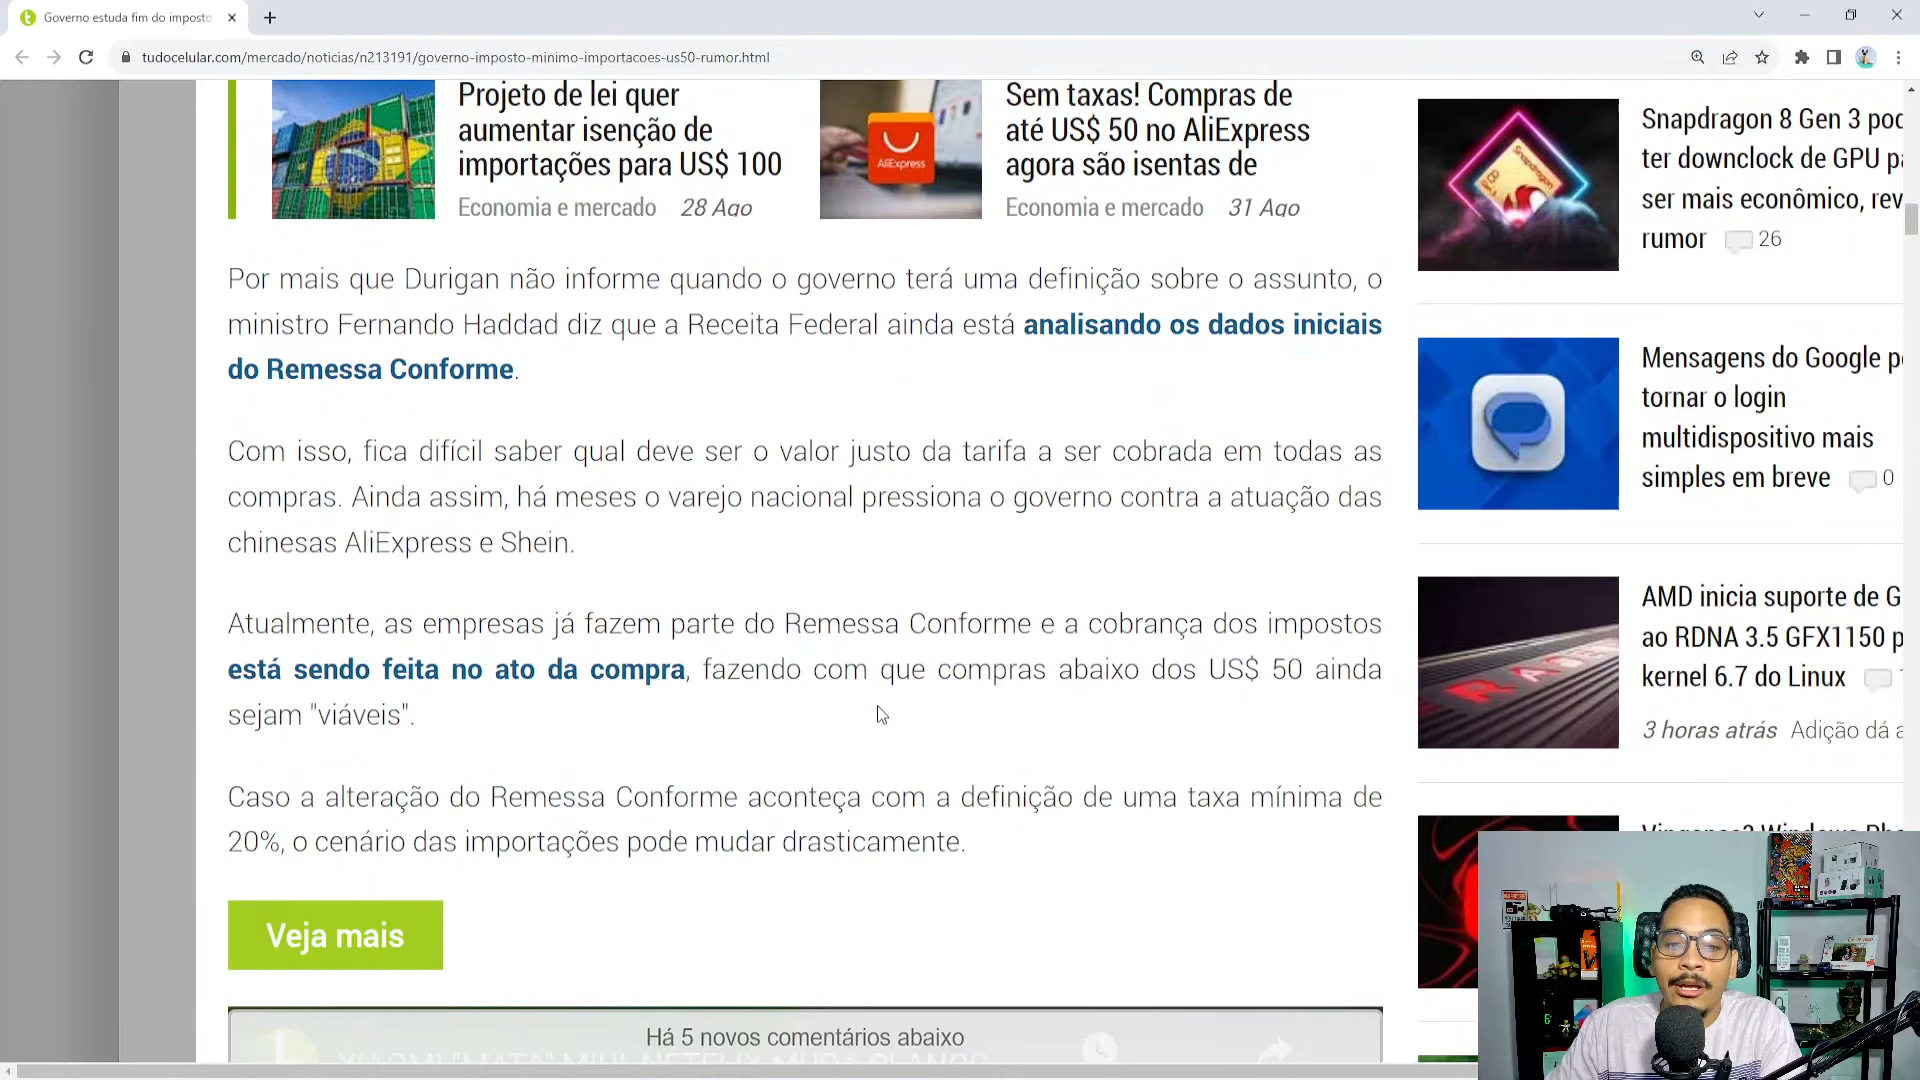 Governo estuda fim do imposto
tudocelular.com/mercado/noticias/n213191/governo-imposto-minimo-importacoes-us50-rumor.html
Projeto de lei quer
aumentar isenção de
importações para US$ 100
Economia e mercado 28 Ago
AliExpress
Sem taxas! Compras de
até US$ 50 no AliExpress
agora são isentas de
Economia e mercado 31 Ago
Por mais que Durigan não informe quando o governo terá uma definição sobre o assunto, o
ministro Fernando Haddad diz que a Receita Federal ainda está analisando os dados iniciais
do Remessa Conforme.
Com isso, fica difícil saber qual deve ser o valor justo da tarifa a ser cobrada em todas as
compras. Ainda assim, há meses o varejo nacional pressiona o governo contra a atuação das
chinesas AliExpress e Shein.
Atualmente, as empresas já fazem parte do Remessa Conforme e a cobrança dos impostos
está sendo feita no ato da compra, fazendo com que compras abaixo dos US$ 50 ainda
sejam "viáveis".
Caso a alteração do Remessa Conforme aconteça com a definição de uma taxa mínima de
20%, o cenário das importações pode mudar drasticamente.
Veja mais
Há 5 novos comentários abaixo
Snapdragon
Snapdragon 8 Gen 3 pod
ter downclock de GPU pa
ser mais econômico, rev
rumor 26
Mensagens do Google p
tornar o login
multidispositivo mais
simples em breve 0
AMD inicia suporte de G
ao RDNA 3.5 GFX1150 p
kernel 6.7 do Linux
3 horas atrás Adição dá a